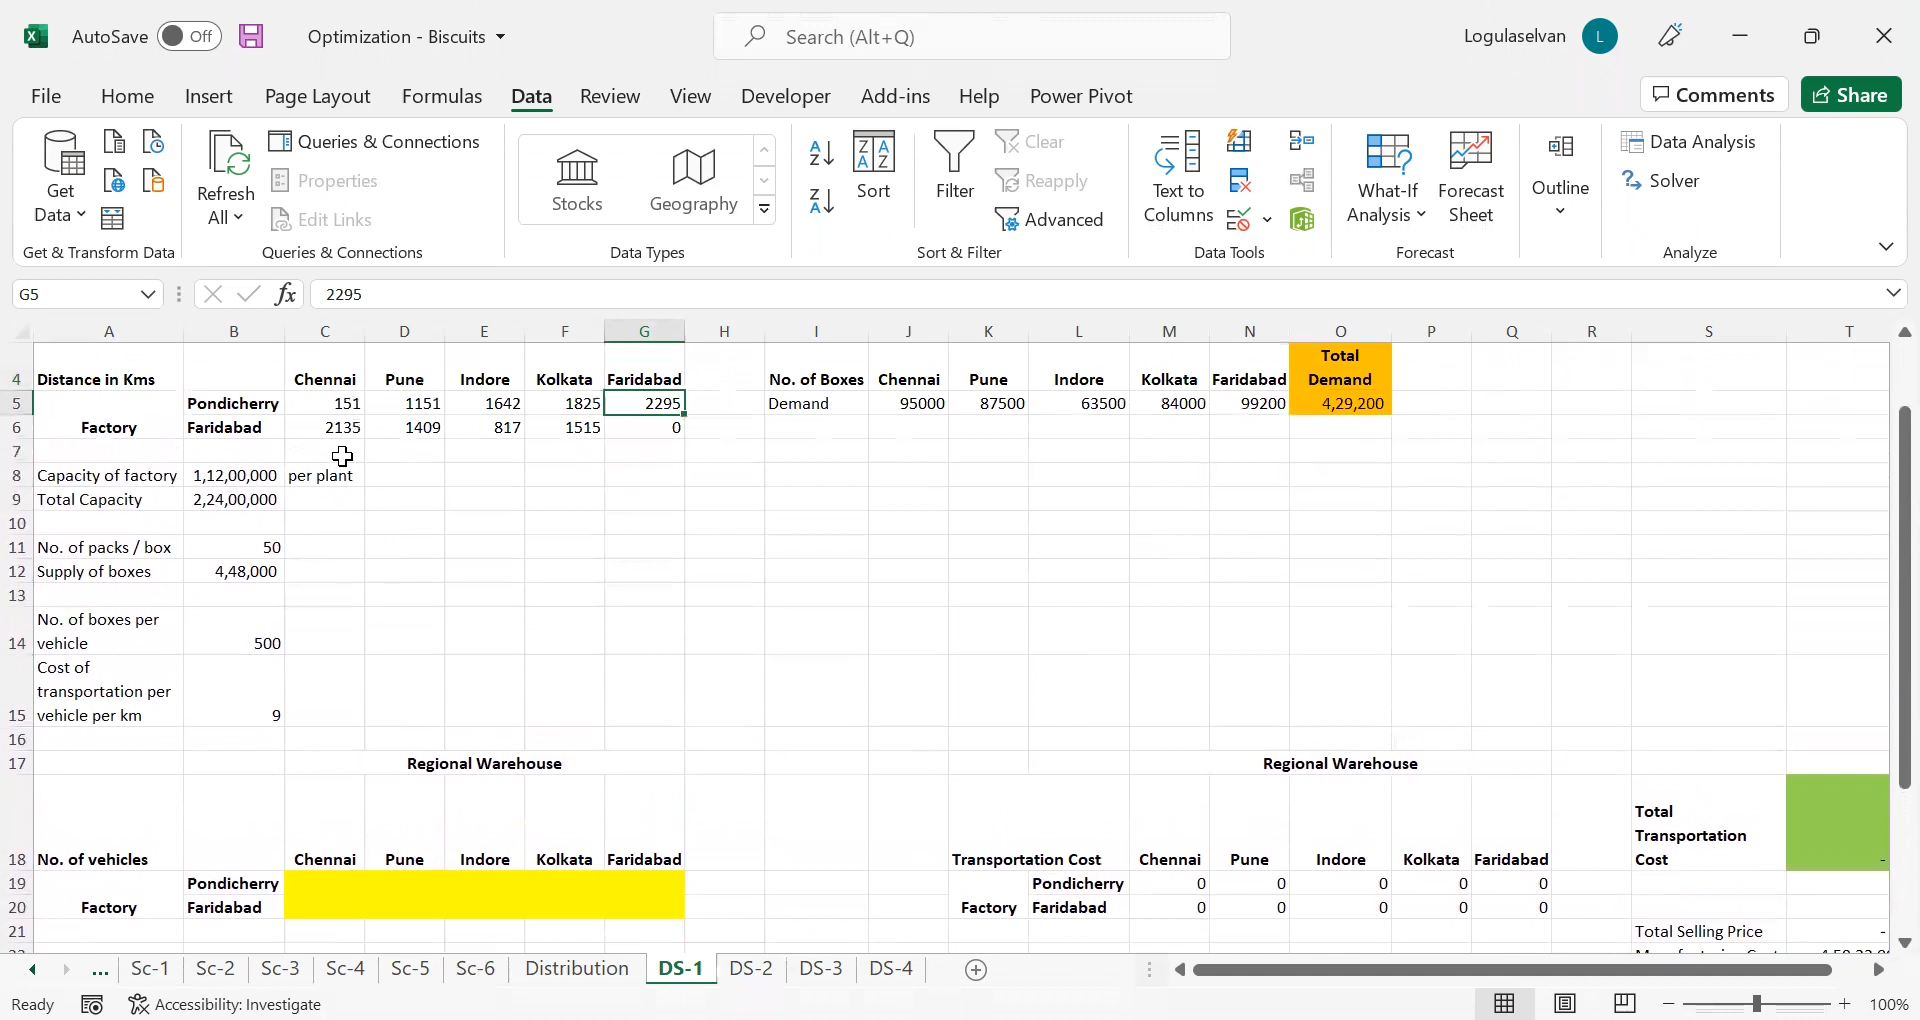 AutoSave Off Optimization - Biscuits Search (Alt+Q) Logulaselvan L
File Home Insert Page Layout Formulas Data Review View Developer Add-ins Help Power Pivot Comments Share
Get Data
Refresh All
Queries & Connections
Properties
Edit Links
Stocks Geography
Sort
Filter
Clear
Reapply
Advanced
Text to Columns
What-If Analysis
Forecast Sheet
Outline
Data Analysis
Solver
Get & Transform Data Queries & Connections Data Types Sort & Filter Data Tools Forecast Analyze
G5 fx 2295
A B C D E F G H I J K L M N O P Q R S T
4 Distance in Kms Chennai Pune Indore Kolkata Faridabad No. of Boxes Chennai Pune Indore Kolkata Faridabad Total Demand
5 Pondicherry 151 1151 1642 1825 2295 Demand 95000 87500 63500 84000 99200 4,29,200
6 Factory Faridabad 2135 1409 817 1515 0
7
8 Capacity of factory 1,12,00,000 per plant
9 Total Capacity 2,24,00,000
10
11 No. of packs / box 50
12 Supply of boxes 4,48,000
13
14 No. of boxes per vehicle 500
15 Cost of transportation per vehicle per km 9
16
17 Regional Warehouse Regional Warehouse
18 No. of vehicles Chennai Pune Indore Kolkata Faridabad Transportation Cost Chennai Pune Indore Kolkata Faridabad Total Transportation Cost -
19 Pondicherry Pondicherry 0 0 0 0 0
20 Factory Faridabad Factory Faridabad 0 0 0 0 0
21 Total Selling Price -
... Sc-1 Sc-2 Sc-3 Sc-4 Sc-5 Sc-6 Distribution DS-1 DS-2 DS-3 DS-4
Ready Accessibility: Investigate 100%